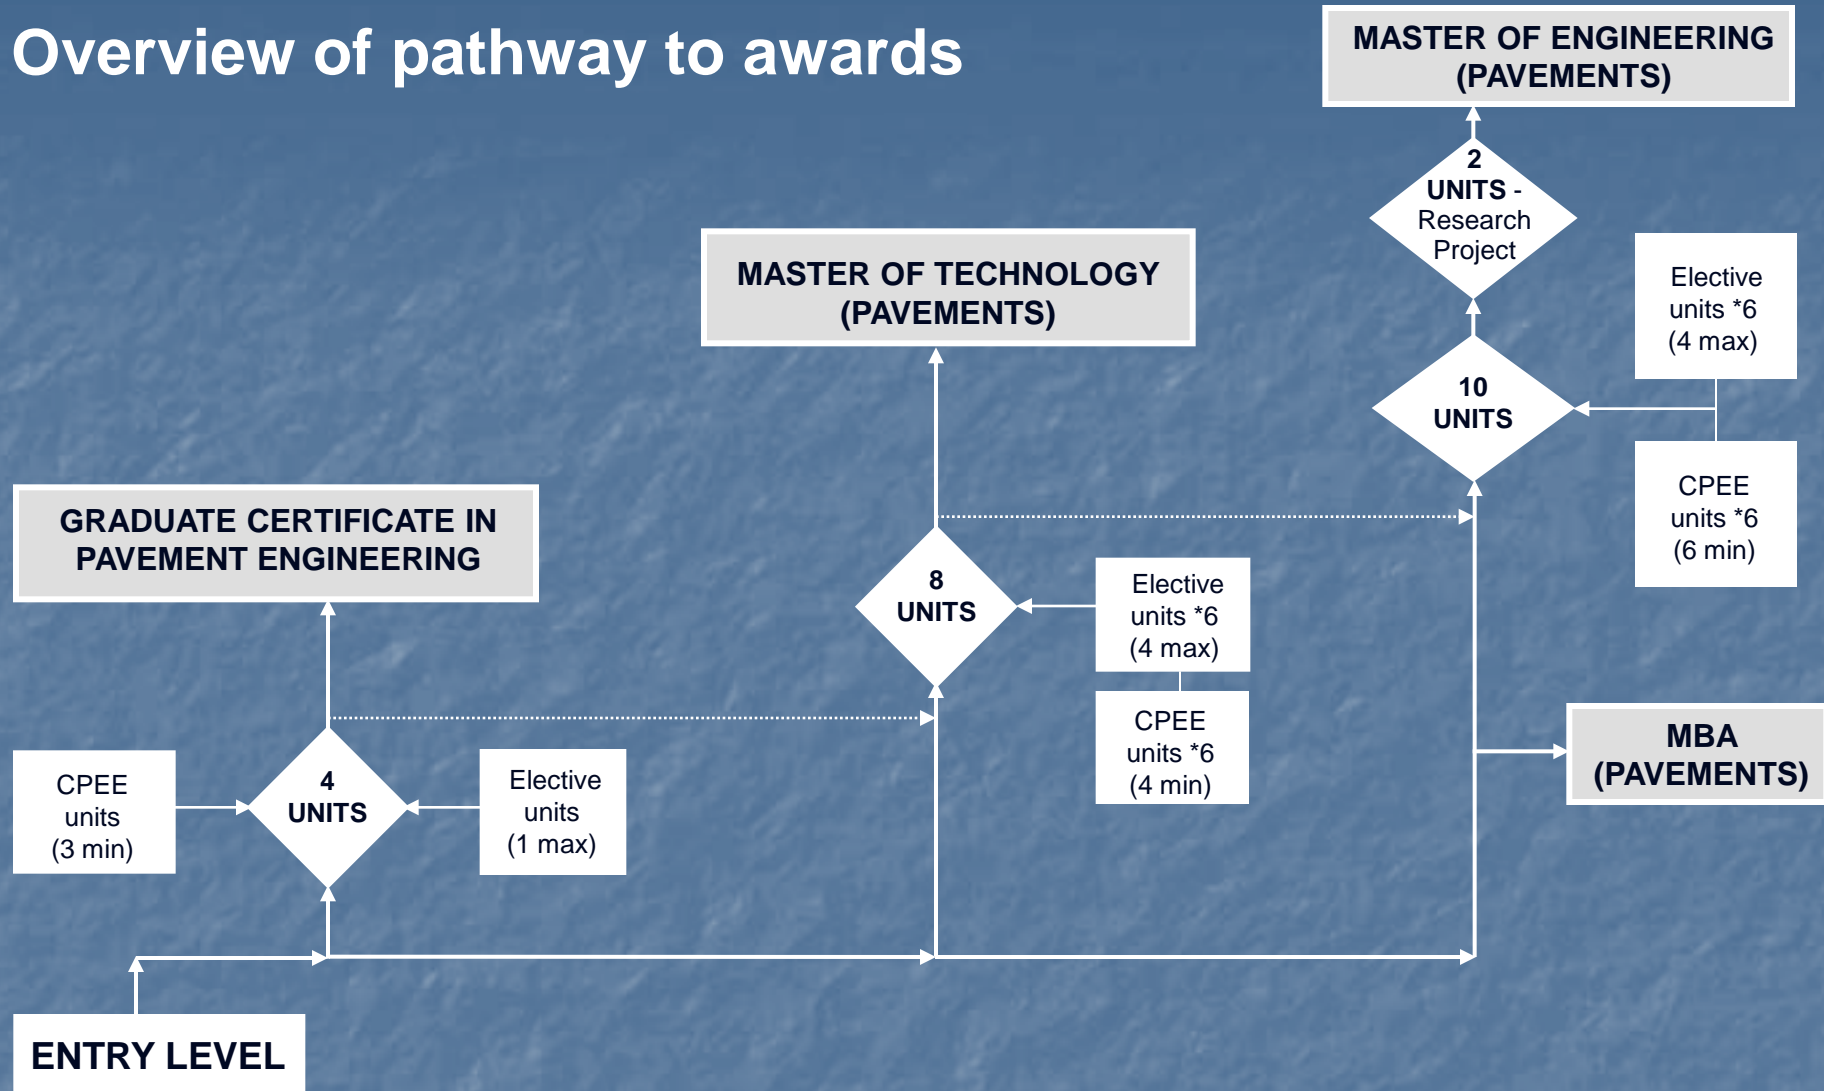 Overview of pathway to awards
MASTER OF ENGINEERING
(PAVEMENTS)
2
UNITS -
Research
Project
Elective
units *6
(4 max)
MASTER OF TECHNOLOGY
(PAVEMENTS)
10
UNITS
CPEE
units *6
(6 min)
GRADUATE CERTIFICATE IN
PAVEMENT ENGINEERING
8
UNITS
Elective
units *6
(4 max)
CPEE
units *6
(4 min)
MBA
(PAVEMENTS)
CPEE
units
(3 min)
4
UNITS
Elective
units
(1 max)
ENTRY LEVEL